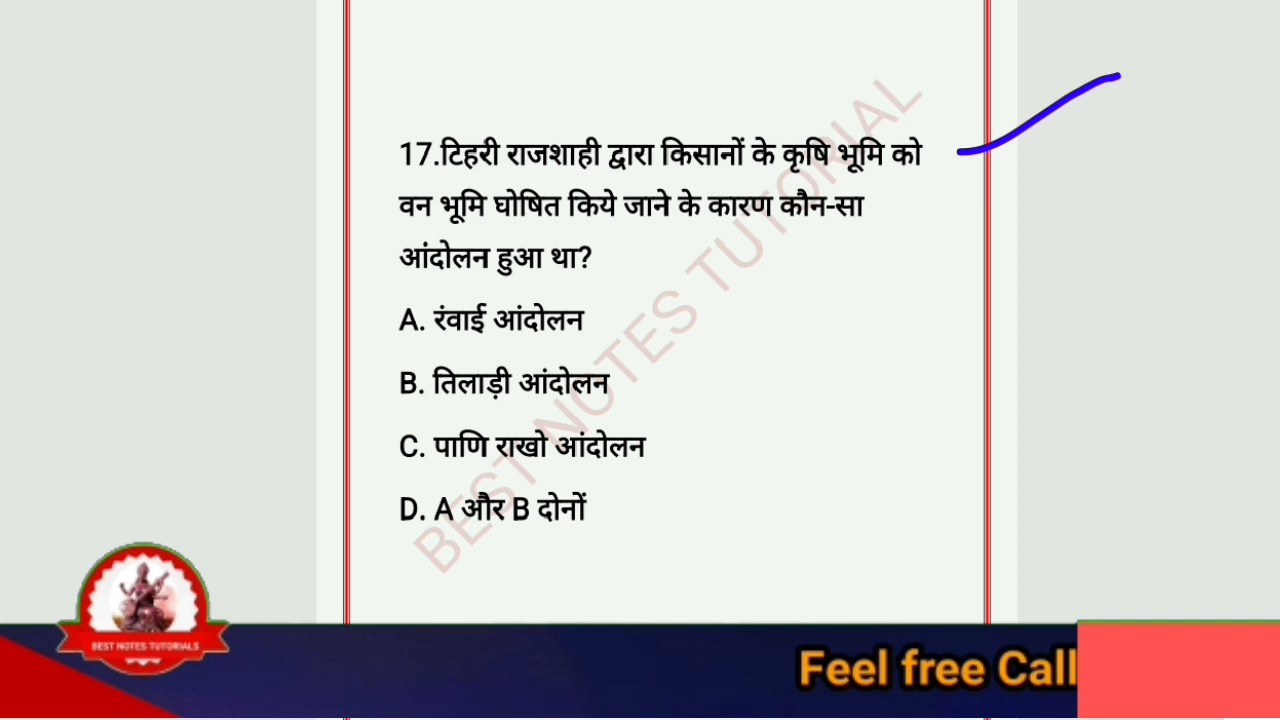 17.टिहरी राजशाही द्वारा किसानों के कृषि भूमि को
वन भूमि घोषित किये जाने के कारण कौन-सा
आंदोलन हुआ था?
A. रंवाई आंदोलन
B. तिलाड़ी आंदोलन
C. पाणि राखो आंदोलन
D. A और B दोनों
BEST NOTES TUTORIAL
BEST NOTES TUTORIALS
Feel free Call